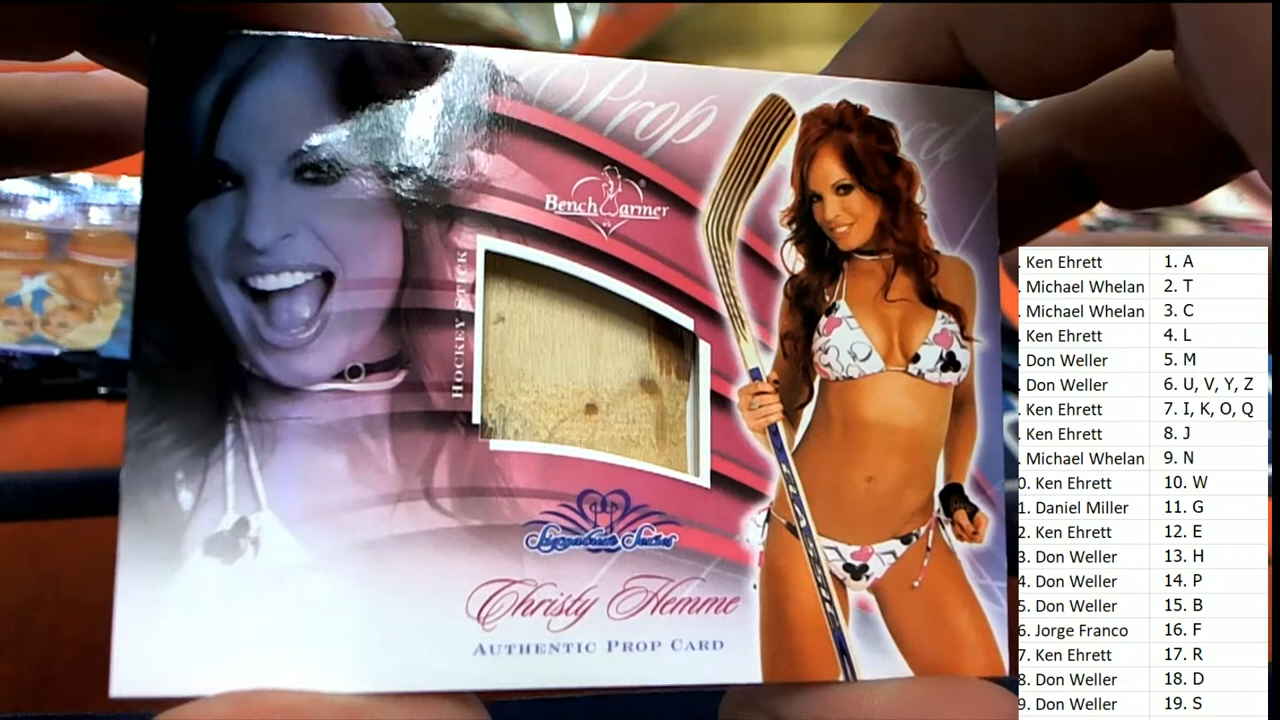 Prop Card
BenchWarmer®
HOCKEY STICK
Signature Series
Christy Hemme
AUTHENTIC PROP CARD
. Ken Ehrett 1. A
. Michael Whelan 2. T
. Michael Whelan 3. C
. Ken Ehrett 4. L
. Don Weller 5. M
. Don Weller 6. U, V, Y, Z
. Ken Ehrett 7. I, K, O, Q
. Ken Ehrett 8. J
. Michael Whelan 9. N
0. Ken Ehrett 10. W
1. Daniel Miller 11. G
2. Ken Ehrett 12. E
3. Don Weller 13. H
4. Don Weller 14. P
5. Don Weller 15. B
6. Jorge Franco 16. F
7. Ken Ehrett 17. R
8. Don Weller 18. D
9. Don Weller 19. S